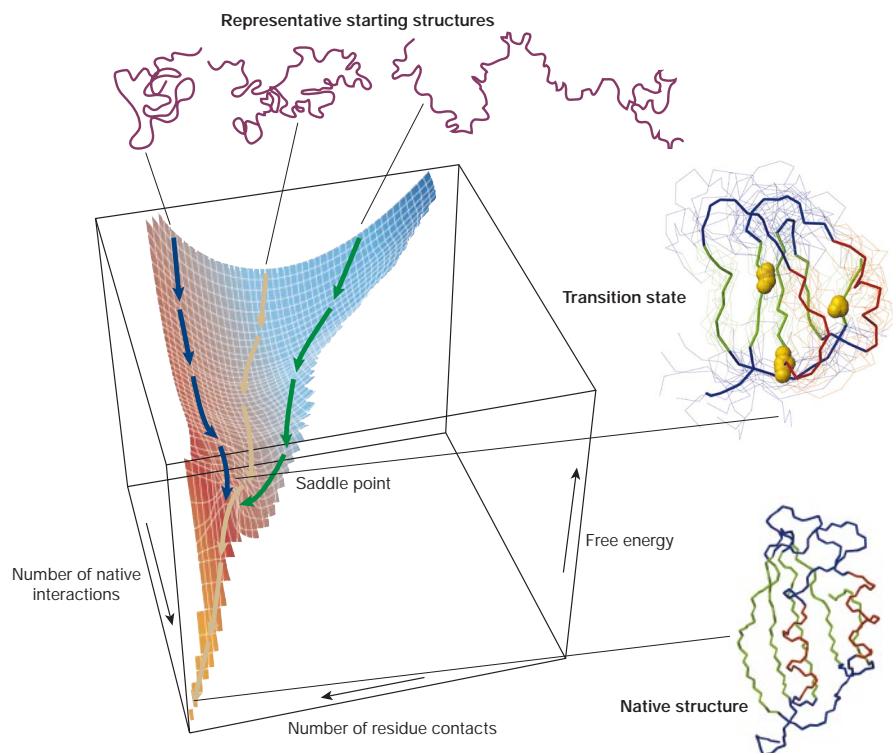 Representative starting structures
Transition state
Saddle point
Free energy
Number of native
interactions
Native structure
Number of residue contacts